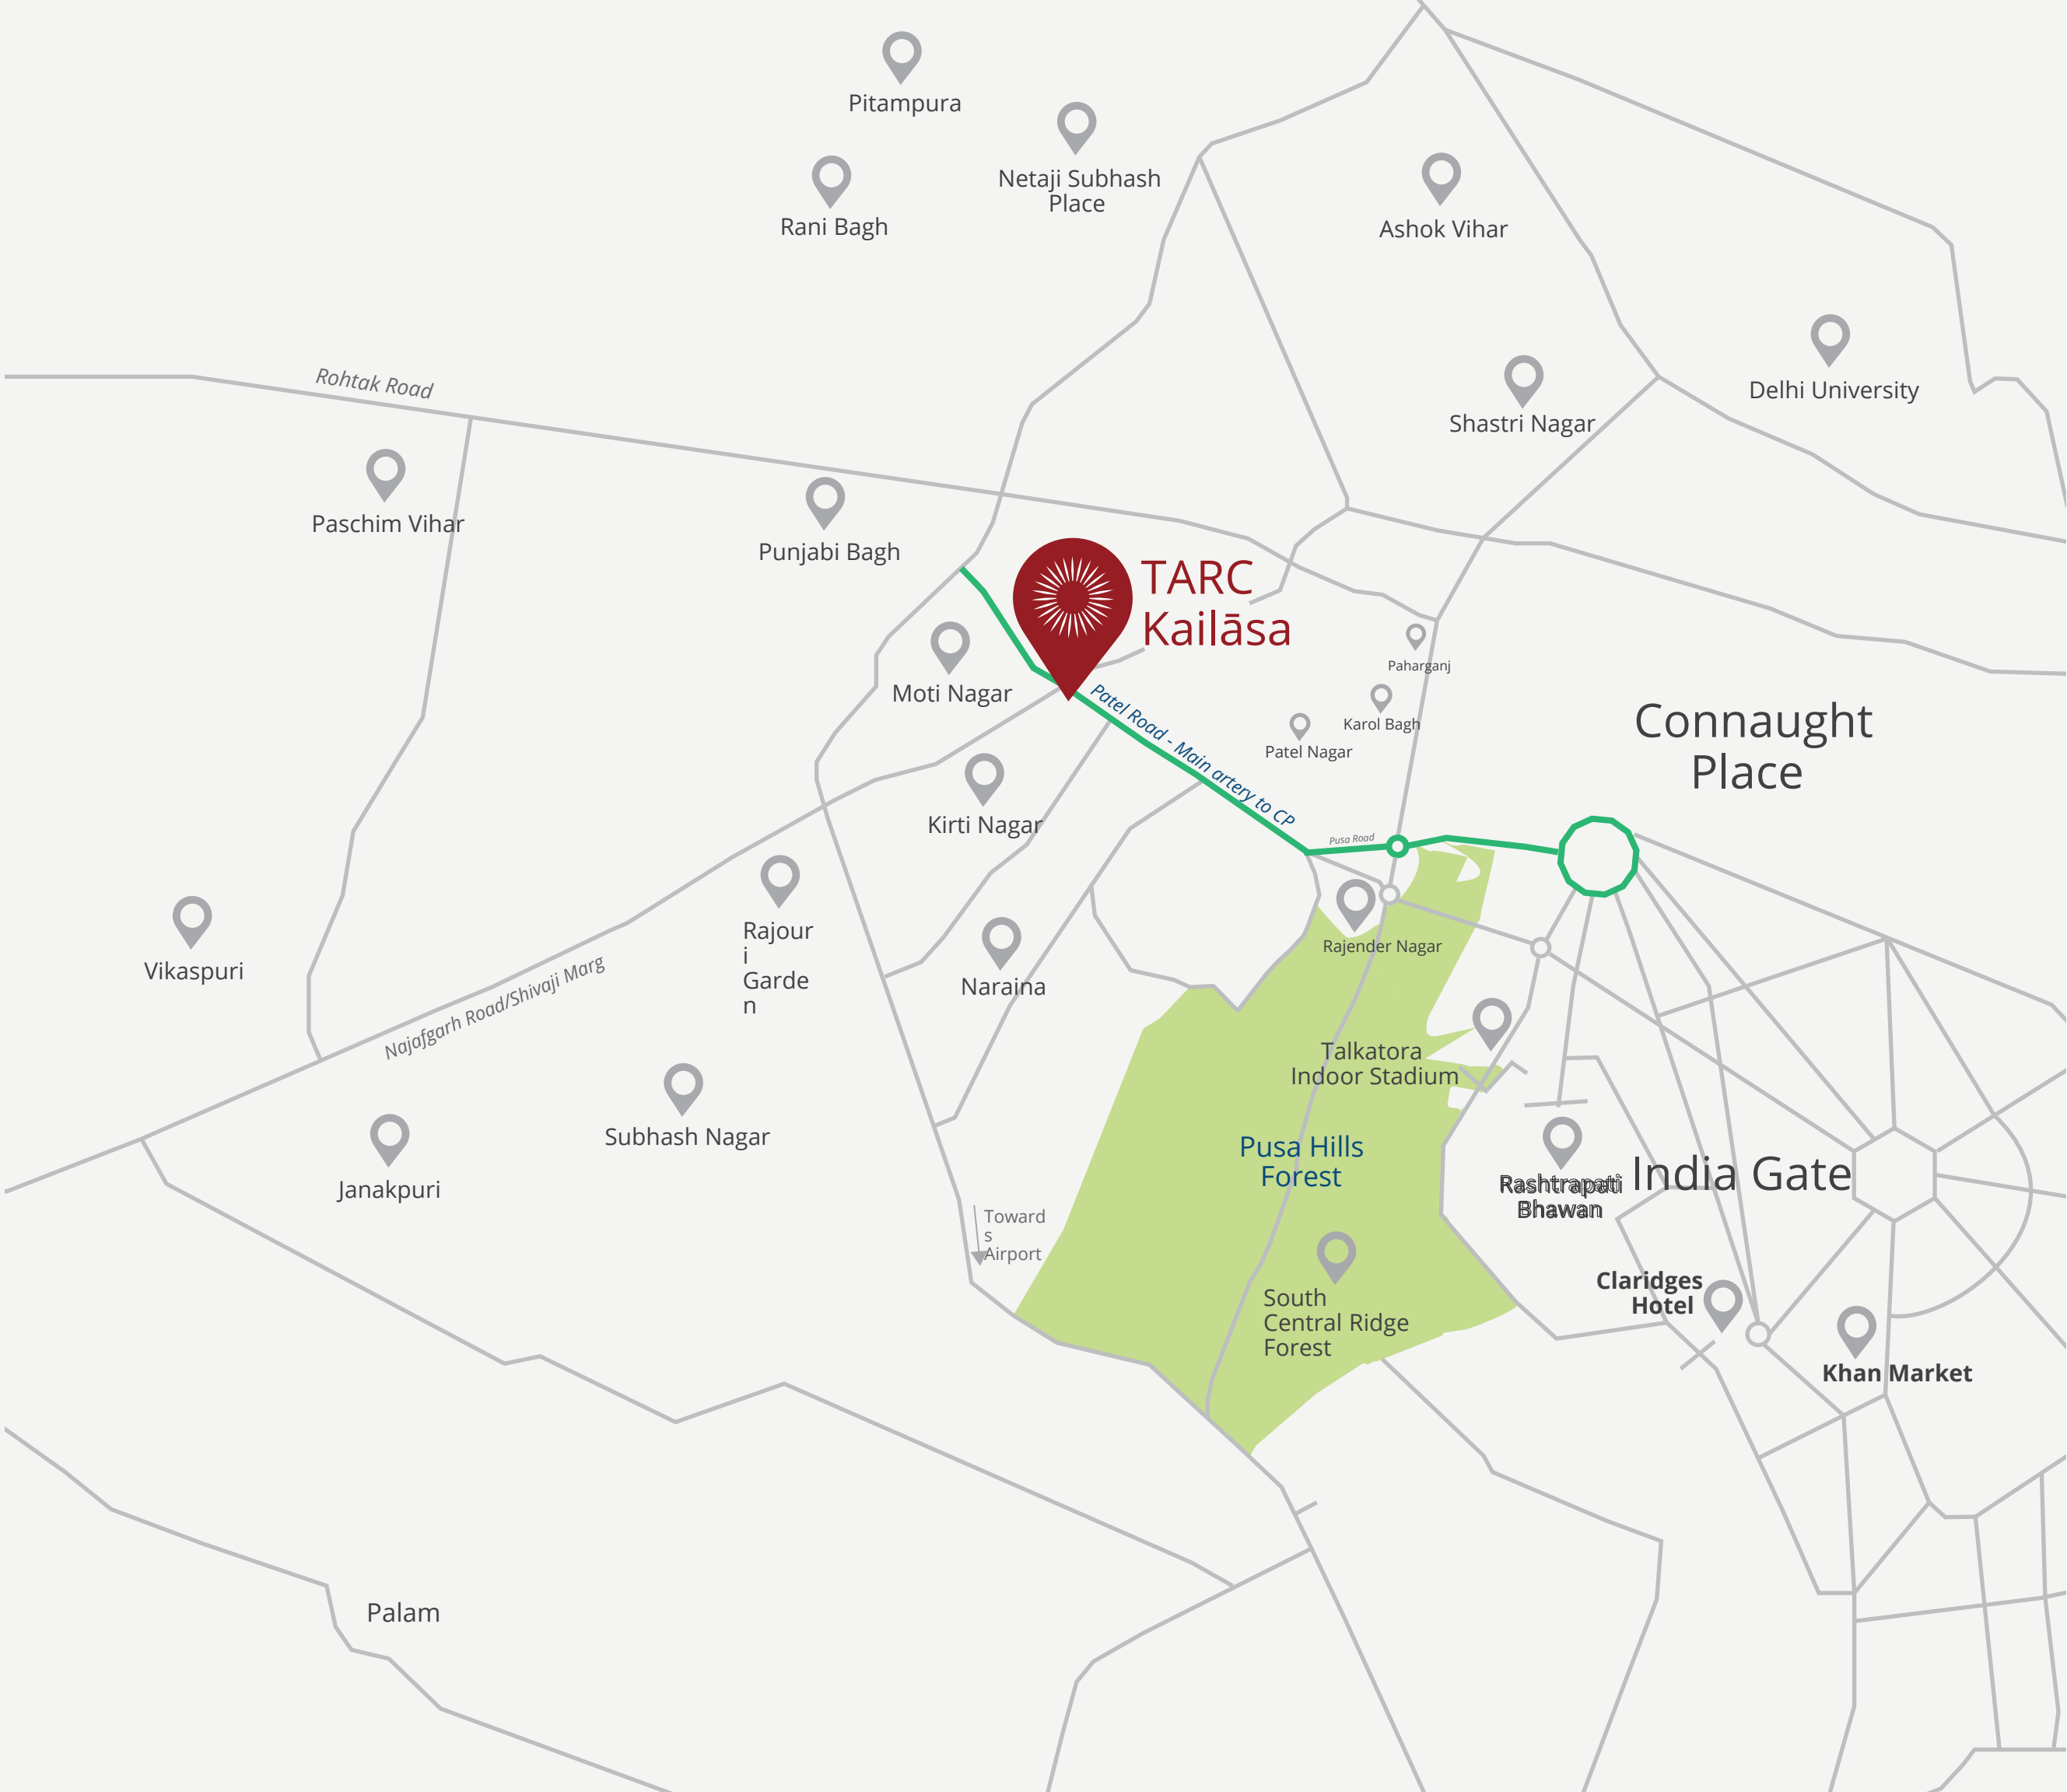 Pitampura
Netaji Subhash
Place
Rani Bagh
Ashok Vihar
Delhi University
Rohtak Road
Shastri Nagar
Paschim Vihar
Punjabi Bagh
TARC
Kailāsa
Paharganj
Moti Nagar
Patel Road - Main artery to CP
Karol Bagh
Patel Nagar
Connaught
Place
Kirti Nagar
Pusa Road
Rajour
i
Garde
n
Rajender Nagar
Vikaspuri
Najafgarh Road/Shivaji Marg
Naraina
Talkatora
Indoor Stadium
Subhash Nagar
Pusa Hills
Forest
Janakpuri
Rashtrapati
Bhawan
India Gate
Toward
s
Airport
South
Central Ridge
Forest
Claridges
Hotel
Khan Market
Palam